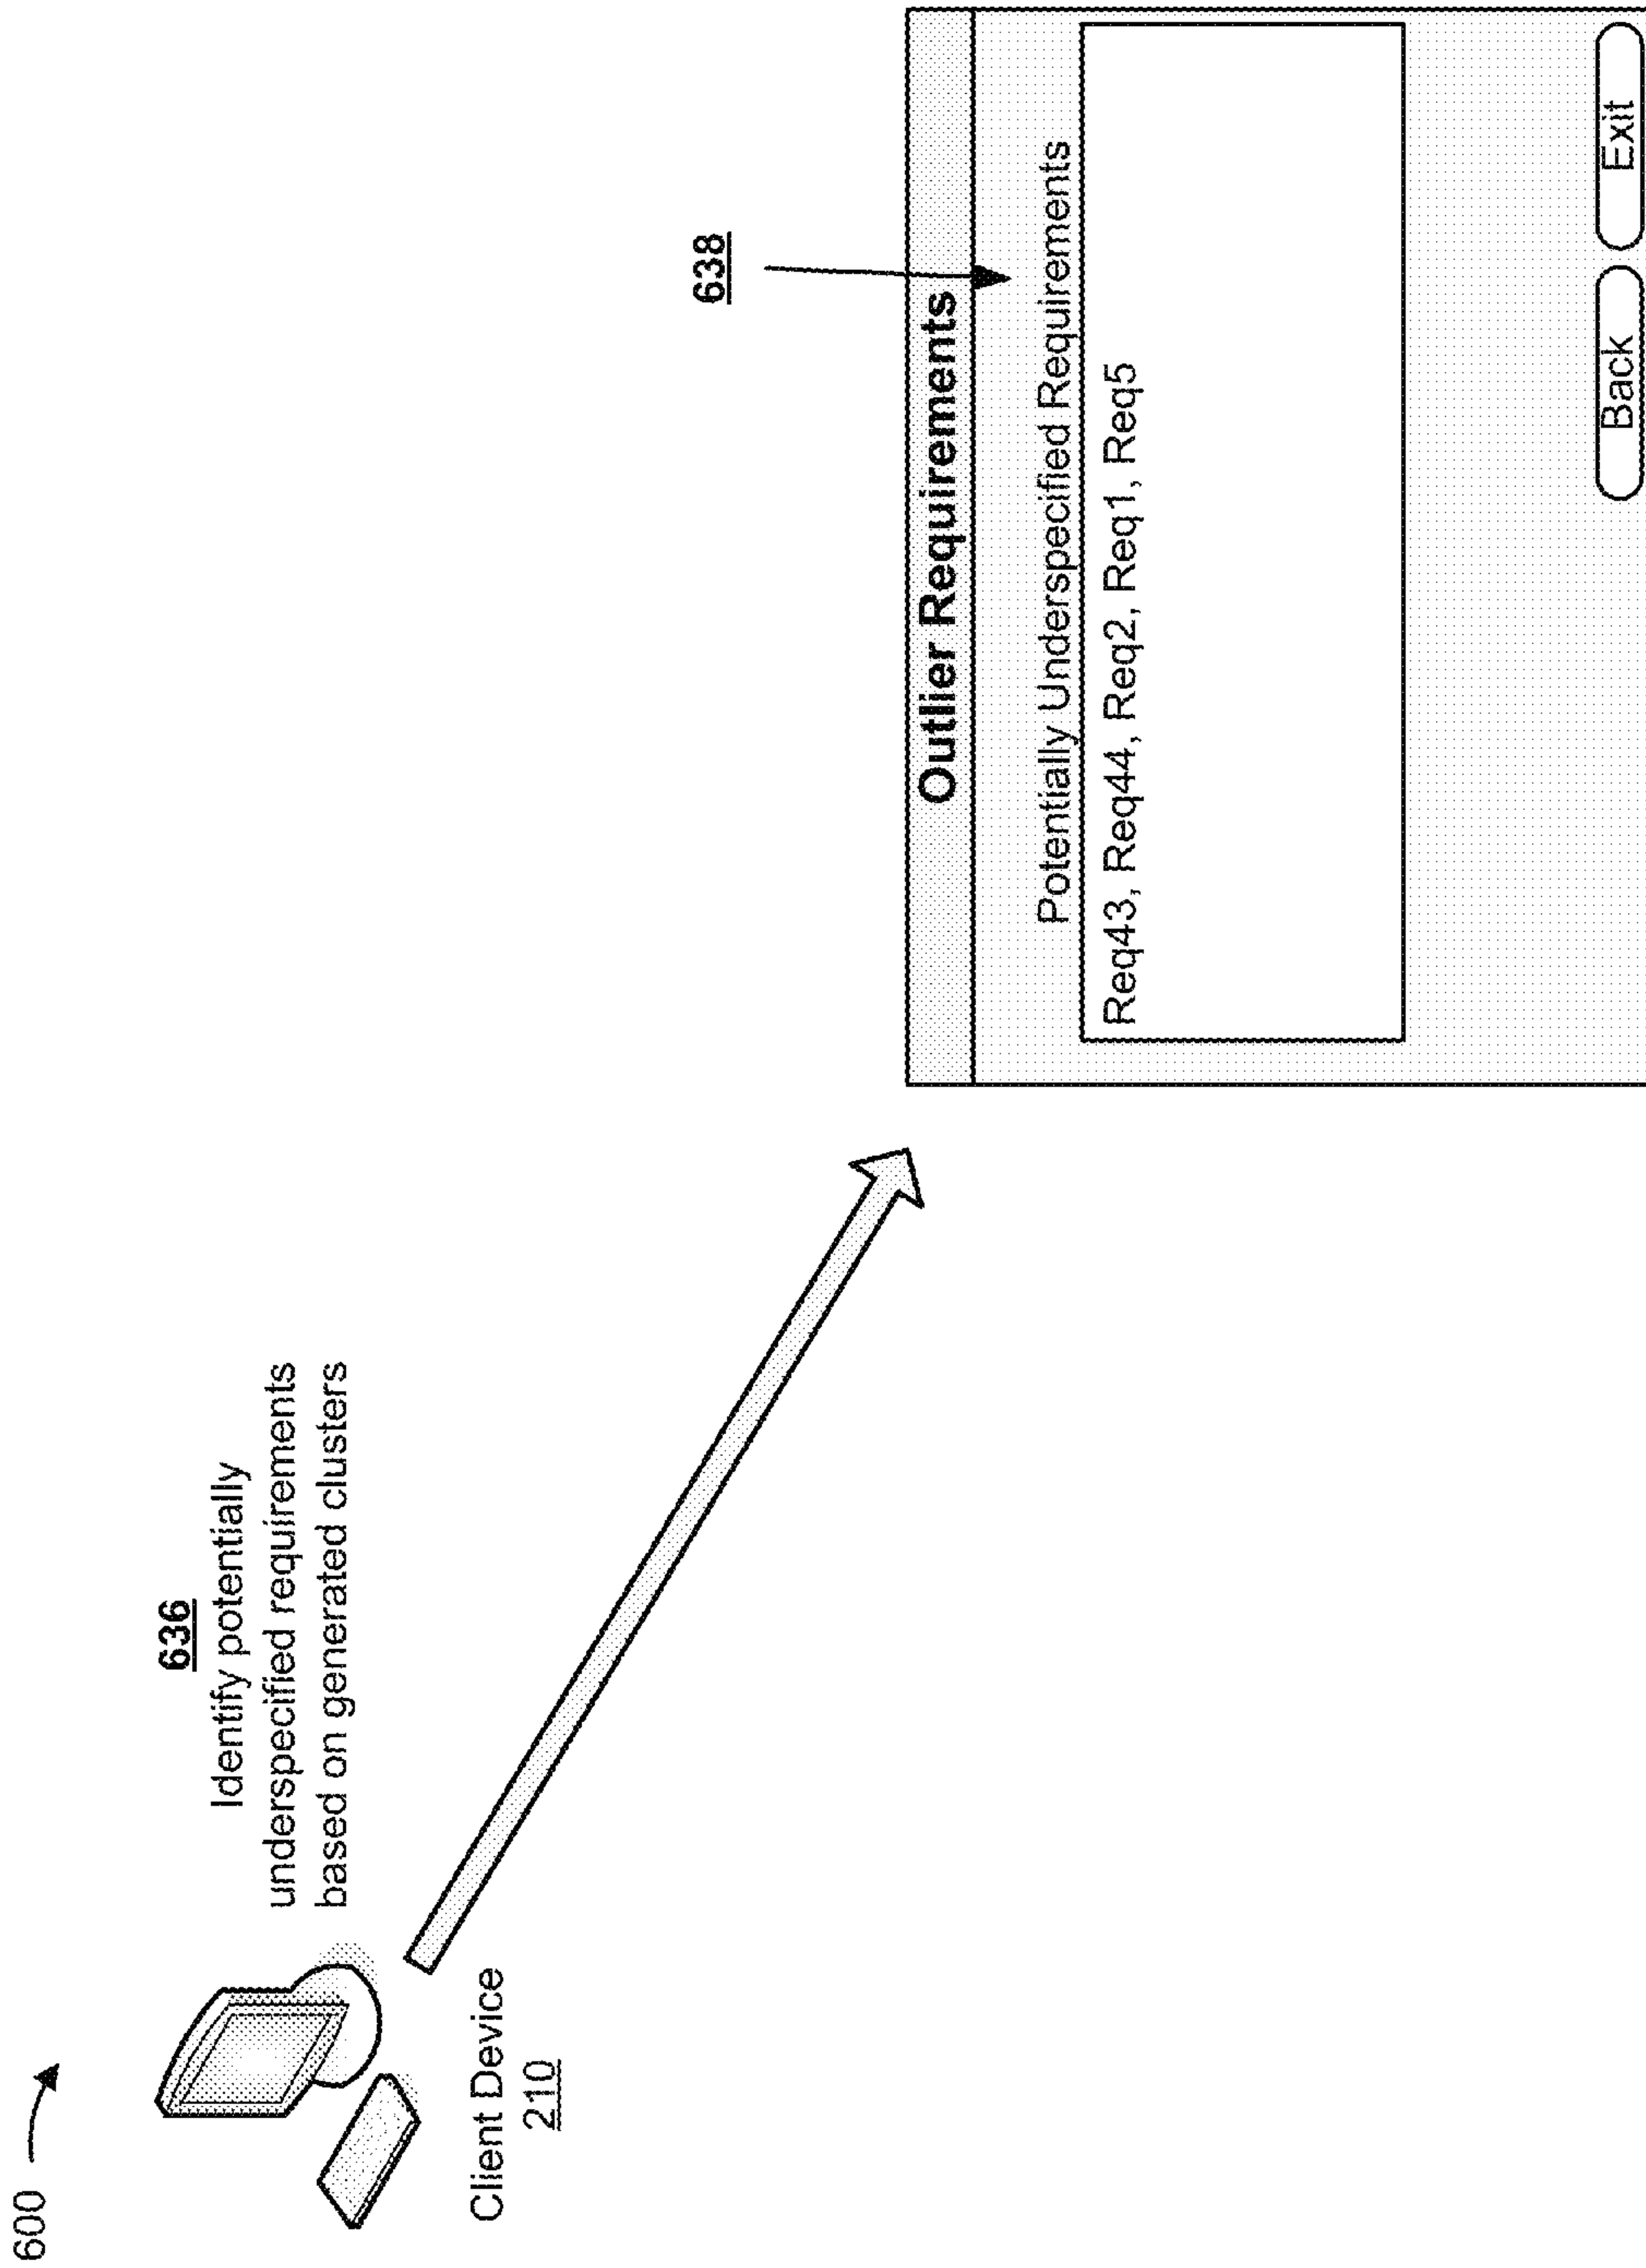 600
636
Identify potentially
underspecified requirements
based on generated clusters
Client Device
210
638
Outlier Requirements
Potentially Underspecified Requirements
Req43, Req44, Req2, Req1, Req5
Back
Exit